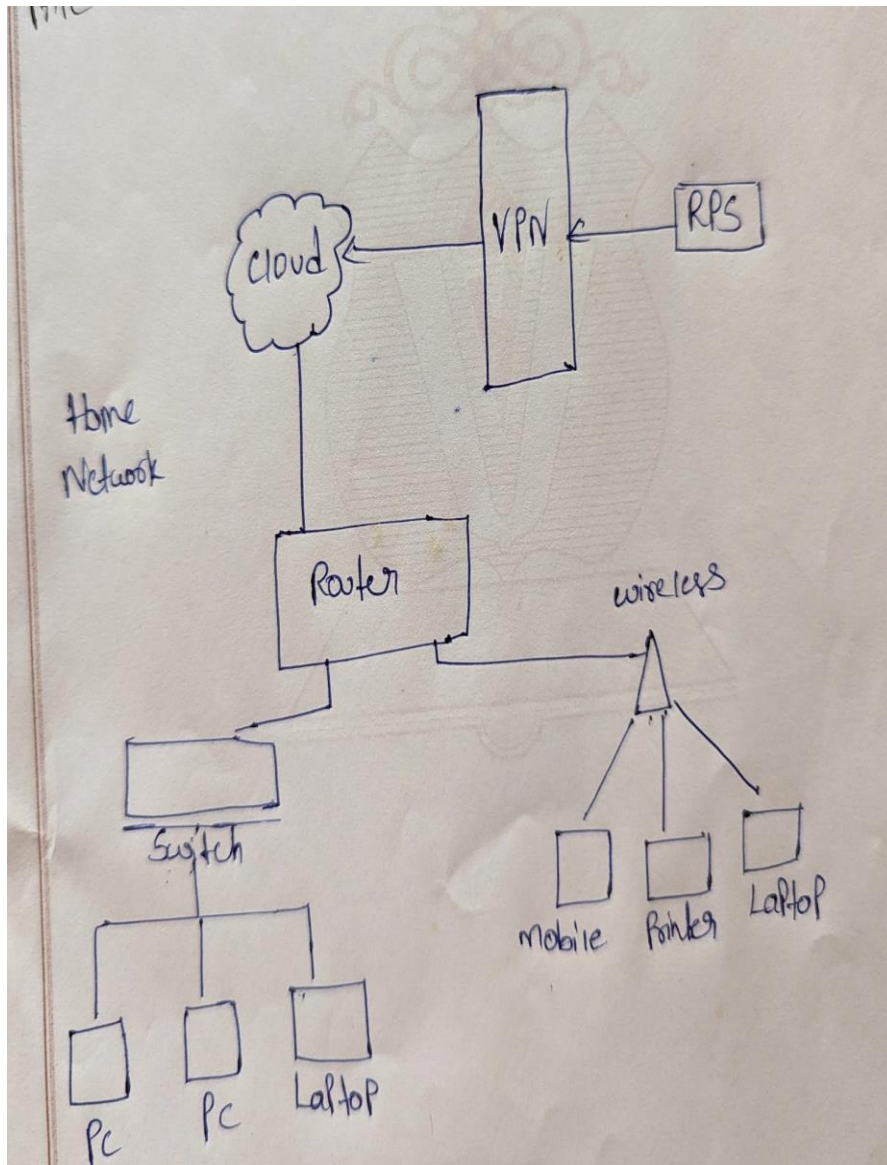 Cloud
VPN
RPS
Home
Network
Router
wireless
Switch
Mobile
Printer
Laptop
PC
PC
Laptop